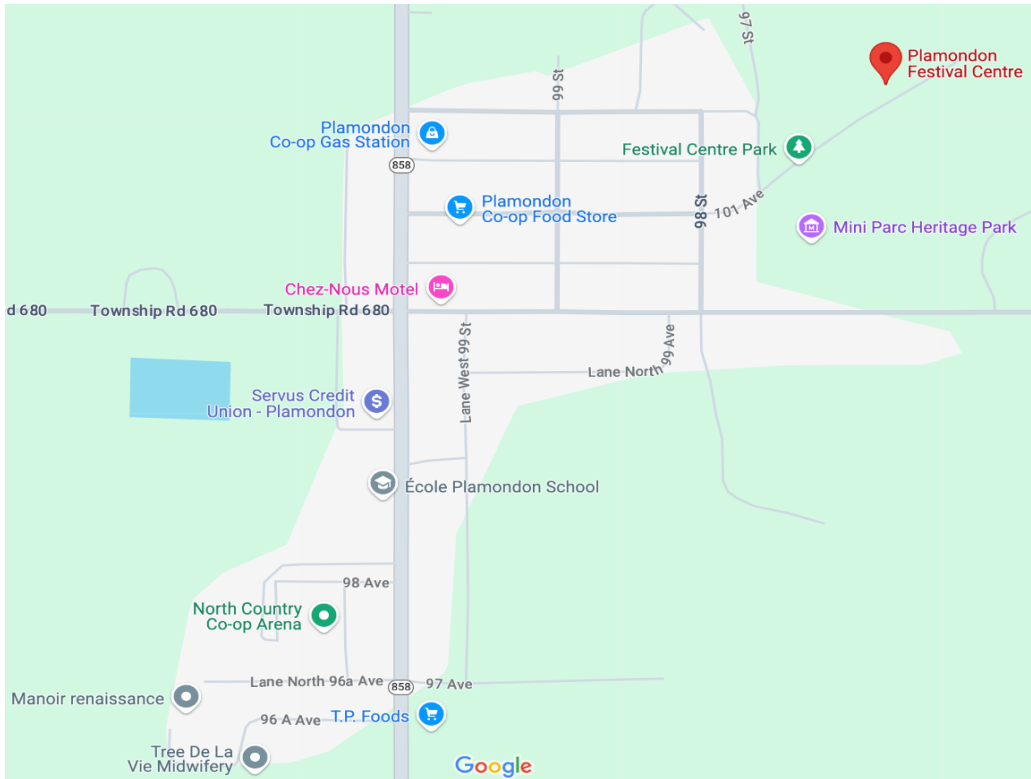 97 St
Plamondon
Festival Centre
99 St
Plamondon
Co-op Gas Station
Festival Centre Park
858
Plamondon
Co-op Food Store
98 St
101 Ave
Mini Parc Heritage Park
Chez-Nous Motel
d 680
Township Rd 680
Township Rd 680
Lane West 99 St
99 Ave
Lane North
Servus Credit
Union - Plamondon
École Plamondon School
98 Ave
North Country
Co-op Arena
Lane North 96a Ave
858
97 Ave
Manoir renaissance
96 A Ave
T.P. Foods
Tree De La
Vie Midwifery
Google